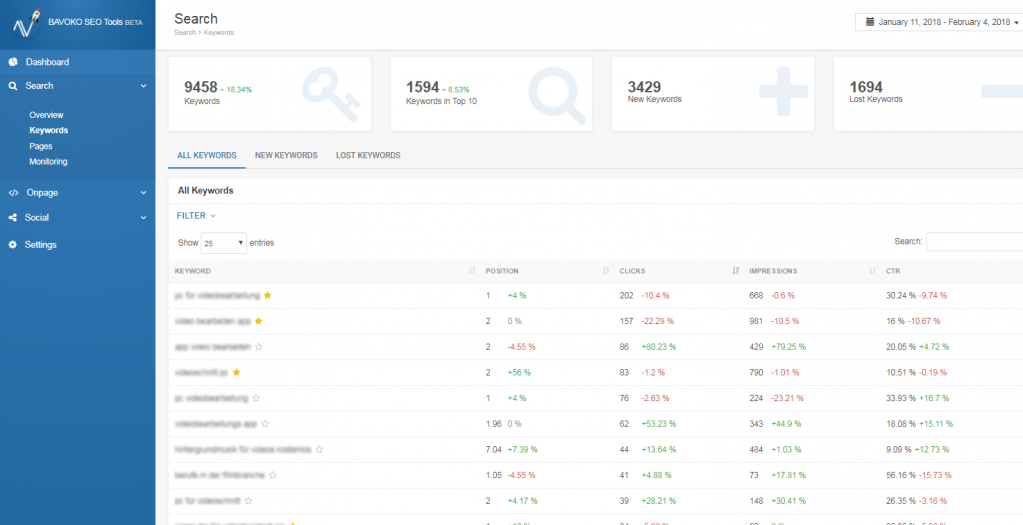 BAVOKO SEO Tools BETA
Search
Search > Keywords
January 11, 2018 - February 4, 2018
Dashboard
Search
Overview
Keywords
Pages
Monitoring
Onpage
Social
Settings
9458 18.34%
Keywords
1594 8.53%
Keywords in Top 10
3429
New Keywords
1694
Lost Keywords
ALL KEYWORDS NEW KEYWORDS LOST KEYWORDS
All Keywords
FILTER
Show 25 entries
Search:
KEYWORD POSITION CLICKS IMPRESSIONS CTR
pc für videobearbeitung 1 +4 % 202 -10.4 % 668 -0.6 % 30.24 % -9.74 %
video bearbeiten app 2 0 % 157 -22.29 % 981 -10.5 % 16 % -10.67 %
app video bearbeiten 2 -4.55 % 86 +80.23 % 429 +79.25 % 20.05 % +4.72 %
videoschnitt pc 2 +56 % 83 -1.2 % 790 -1.01 % 10.51 % -0.19 %
pc videobearbeitung 1 +4 % 76 -2.63 % 224 -23.21 % 33.93 % +16.7 %
videobearbeitungs app 1.96 0 % 62 +53.23 % 343 +44.9 % 18.08 % +15.11 %
hintergrundmusik für videos kostenlos 7.04 +7.39 % 44 +13.64 % 484 +1.03 % 9.09 % +12.73 %
berufe in der filmbranche 1.05 -4.55 % 41 +4.88 % 73 +17.81 % 56.16 % -15.73 %
pc für videoschnitt 2 +4.17 % 39 +28.21 % 148 +30.41 % 26.35 % -3.16 %